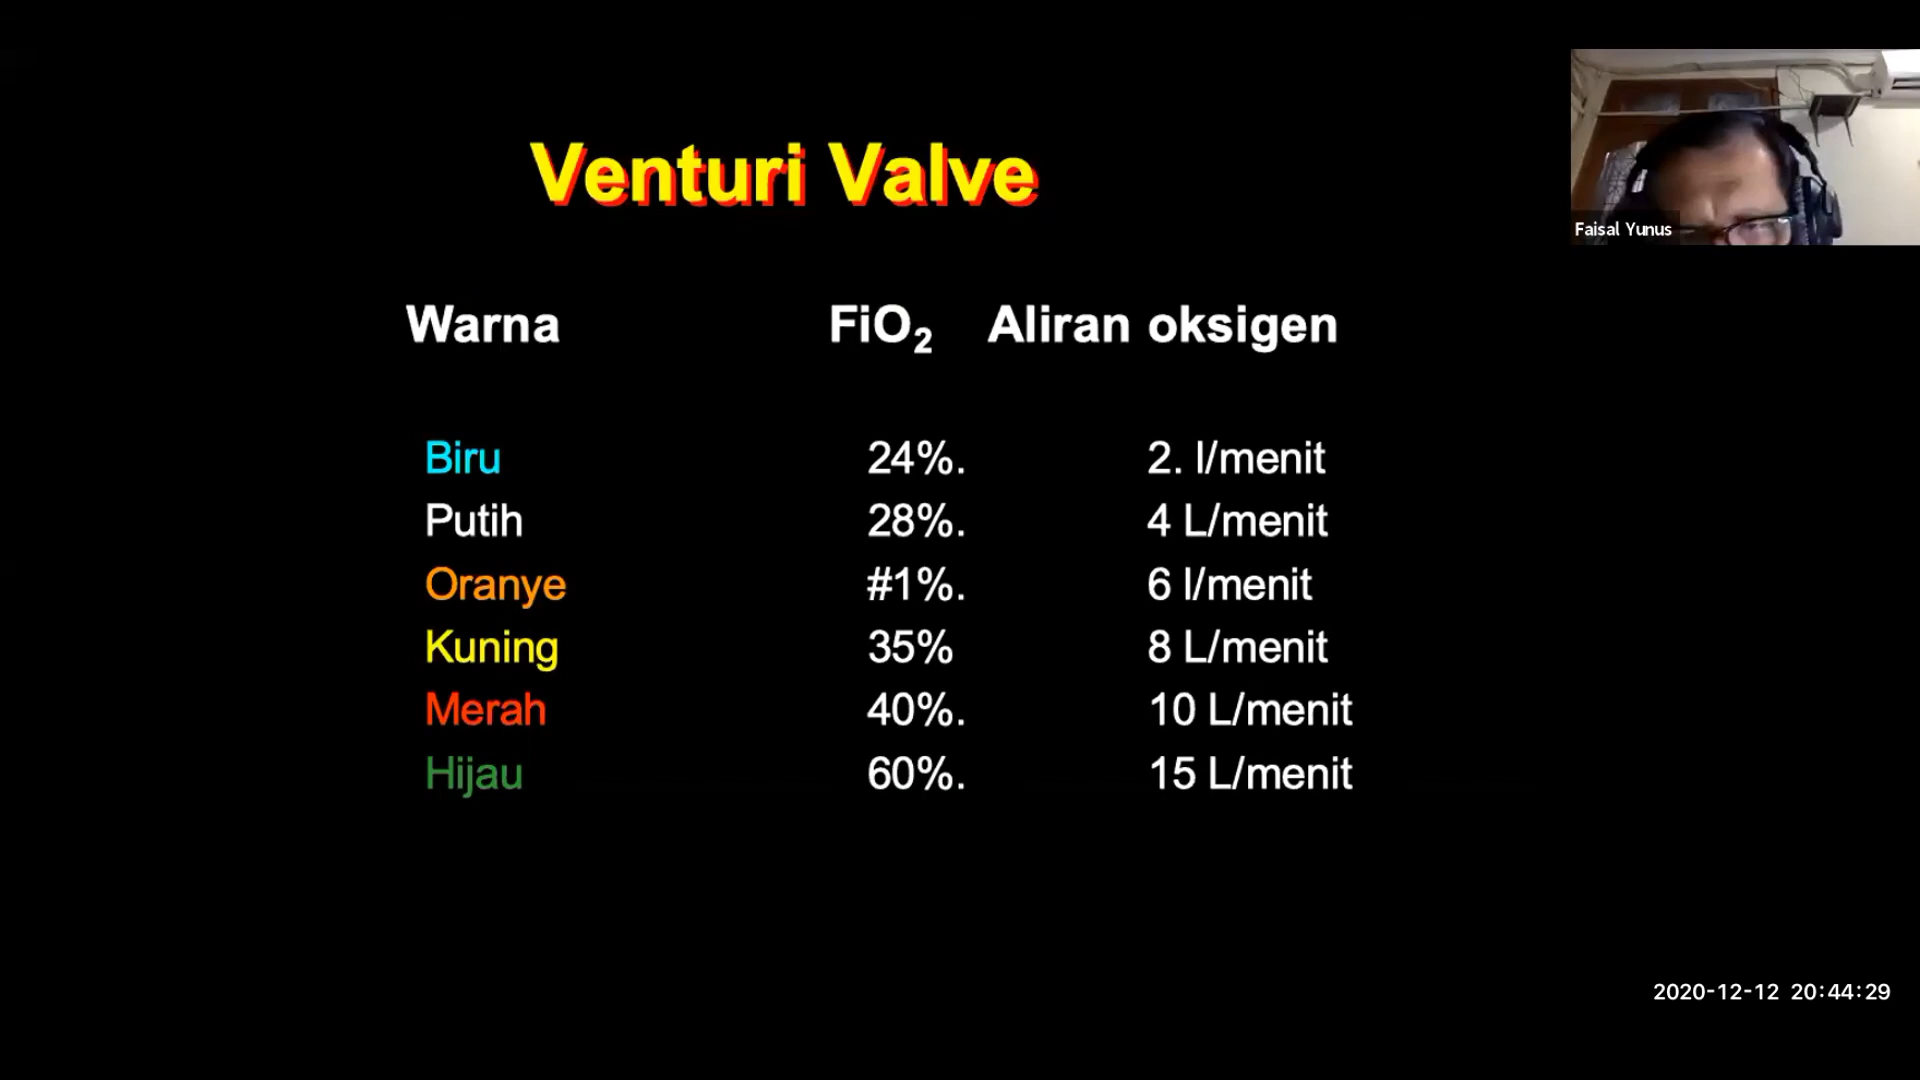 Venturi Valve
Faisal Yunus
Warna FiO₂ Aliran oksigen
Biru 24%. 2. l/menit
Putih 28%. 4 L/menit
Oranye #1%. 6 l/menit
Kuning 35% 8 L/menit
Merah 40%. 10 L/menit
Hijau 60%. 15 L/menit
2020-12-12 20:44:29